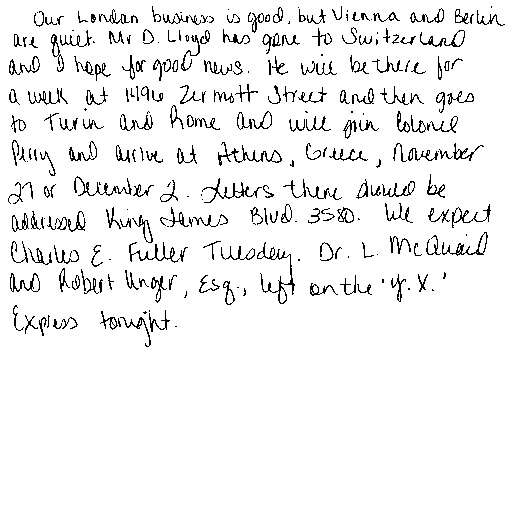 Our London business is good, but Vienna and Berlin
are quiet. Mr D. Lloyd has gone to Switzerland
and I hope for good news. He will be there for
a week at 1496 Zermott Street and then goes
to Turin and Rome and will join Colonel
Perry and arrive at Athens, Greece, November
27 or December 2. Letters there should be
addressed King James Blvd. 3580. We expect
Charles E. Fuller Tuesday. Dr. L. McQuaid
and Robert Unger, Esq., left on the 'Y.X.'
Express tonight.